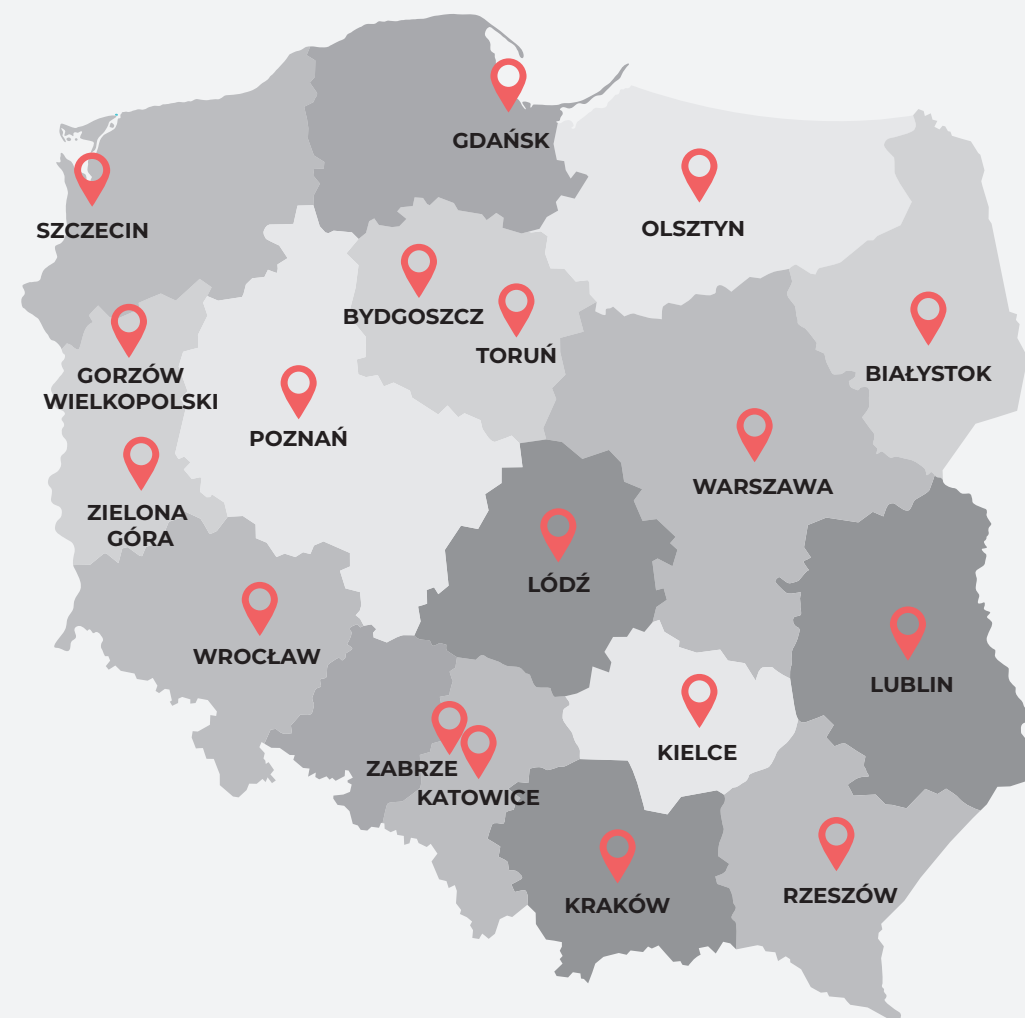 GDAŃSK
SZCZECIN
OLSZTYN
BYDGOSZCZ
TORUŃ
GORZÓW
WIELKOPOLSKI
BIAŁYSTOK
POZNAŃ
WARSZAWA
ZIELONA
GÓRA
LÓDŹ
WROCŁAW
LUBLIN
KIELCE
ZABRZE
KATOWICE
RZESZÓW
KRAKÓW